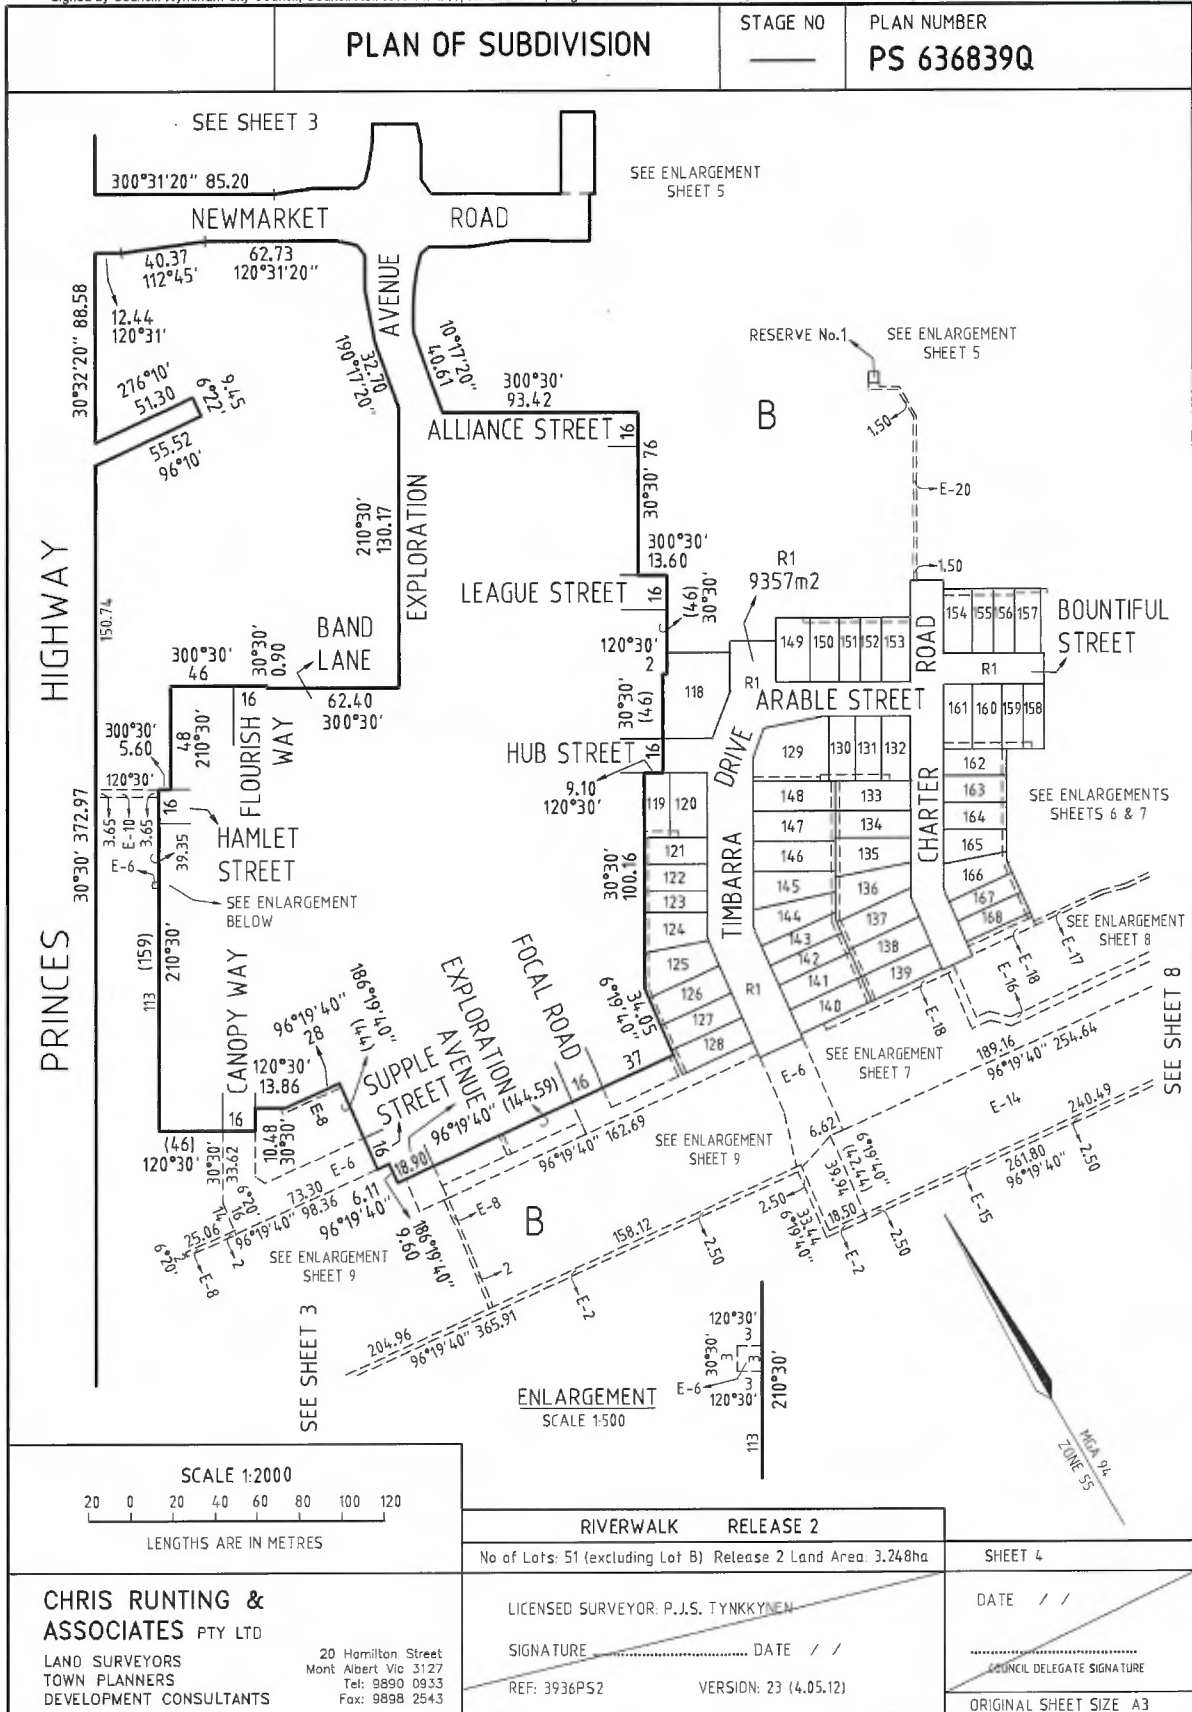 PLAN OF SUBDIVISION
STAGE NO
PLAN NUMBER
PS 636839Q
SEE SHEET 3
300°31'20" 85.20
SEE ENLARGEMENT
SHEET 5
NEWMARKET ROAD
40.37
112°45'
62.73
120°31'20"
12.44
120°31'
30°32'20" 88.58
AVENUE
32.70
190°17'20"
10°17'20"
40.61
276°10'
51.30
9.45
6°22'
55.52
96°10'
300°30'
93.42
ALLIANCE STREET
16
30°30' 76
RESERVE No.1
SEE ENLARGEMENT
SHEET 5
1.50
B
E-20
1.50
210°30'
130.17
EXPLORATION
300°30'
13.60
LEAGUE STREET
16
(46)
30°30'
R1
9357m2
120°30'
2
PRINCES HIGHWAY
150.74
30°30' 372.97
BAND
LANE
300°30'
46
30°30'
0.90
16
62.40
300°30'
FLOURISH
WAY
48
210°30'
300°30'
5.60
120°30'
3.65
E-10
3.65
16
39.35
E-6
HAMLET
STREET
SEE ENLARGEMENT
BELOW
30°30'
(46)
118
R1
HUB STREET
16
9.10
120°30'
149 150 151 152 153
154 155 156 157
ROAD
BOUNTIFUL
STREET
R1
ARABLE STREET
161 160 159 158
DRIVE
129
130 131 132
162
163
164
165
166
167
168
SEE ENLARGEMENTS
SHEETS 6 & 7
CHARTER
148
147
146
145
144
143
142
141
140
133
134
135
136
137
138
139
TIMBARRA
119 120
121
122
123
124
125
126
127
128
R1
30°30'
100.16
SEE ENLARGEMENT
SHEET 8
E-17
E-18
E-16
E-18
189.16
96°19'40" 254.64
SEE SHEET 8
(159)
210°30'
113
CANOPY WAY
120°30'
13.86
96°19'40"
28
186°19'40"
(44)
SUPPLE
STREET
EXPLORATION
AVENUE
FOCAL ROAD
34.05
6°19'40"
37
16
96°19'40" (144.59)
96°19'40" 162.69
SEE ENLARGEMENT
SHEET 7
E-6
SEE ENLARGEMENT
SHEET 9
E-14
240.49
261.80
96°19'40"
2.50
E-15
6.62
6°19'40"
(42.44)
39.94
18.50
2.50
33.44
6°19'40"
E-2
2.50
E-8
16
10.48
30°30'
(46)
120°30'
30°30'
33.62
16
18.90
E-6
73.30
98.36
6.11
96°19'40"
9.60
186°19'40"
6°20'
16
14
25.06
96°19'40"
2
6°20'
2
E-8
SEE ENLARGEMENT
SHEET 9
E-8
2
B
158.12
2.50
E-2
204.96
96°19'40" 365.91
SEE SHEET 3
120°30'
3
30°30'
3
3
E-6
3
120°30'
210°30'
113
ENLARGEMENT
SCALE 1:500
MGA 94
ZONE 55
SCALE 1:2000
20 0 20 40 60 80 100 120
LENGTHS ARE IN METRES
RIVERWALK RELEASE 2
No of Lots: 51 (excluding Lot B) Release 2 Land Area: 3.248ha
SHEET 4
CHRIS RUNTING &
ASSOCIATES PTY LTD
LAND SURVEYORS
TOWN PLANNERS
DEVELOPMENT CONSULTANTS
20 Hamilton Street
Mont Albert Vic 3127
Tel: 9890 0933
Fax: 9898 2543
LICENSED SURVEYOR: P.J.S. TYNKKYNEN
SIGNATURE DATE / /
REF: 3936PS2 VERSION: 23 (4.05.12)
DATE / /
COUNCIL DELEGATE SIGNATURE
ORIGINAL SHEET SIZE A3